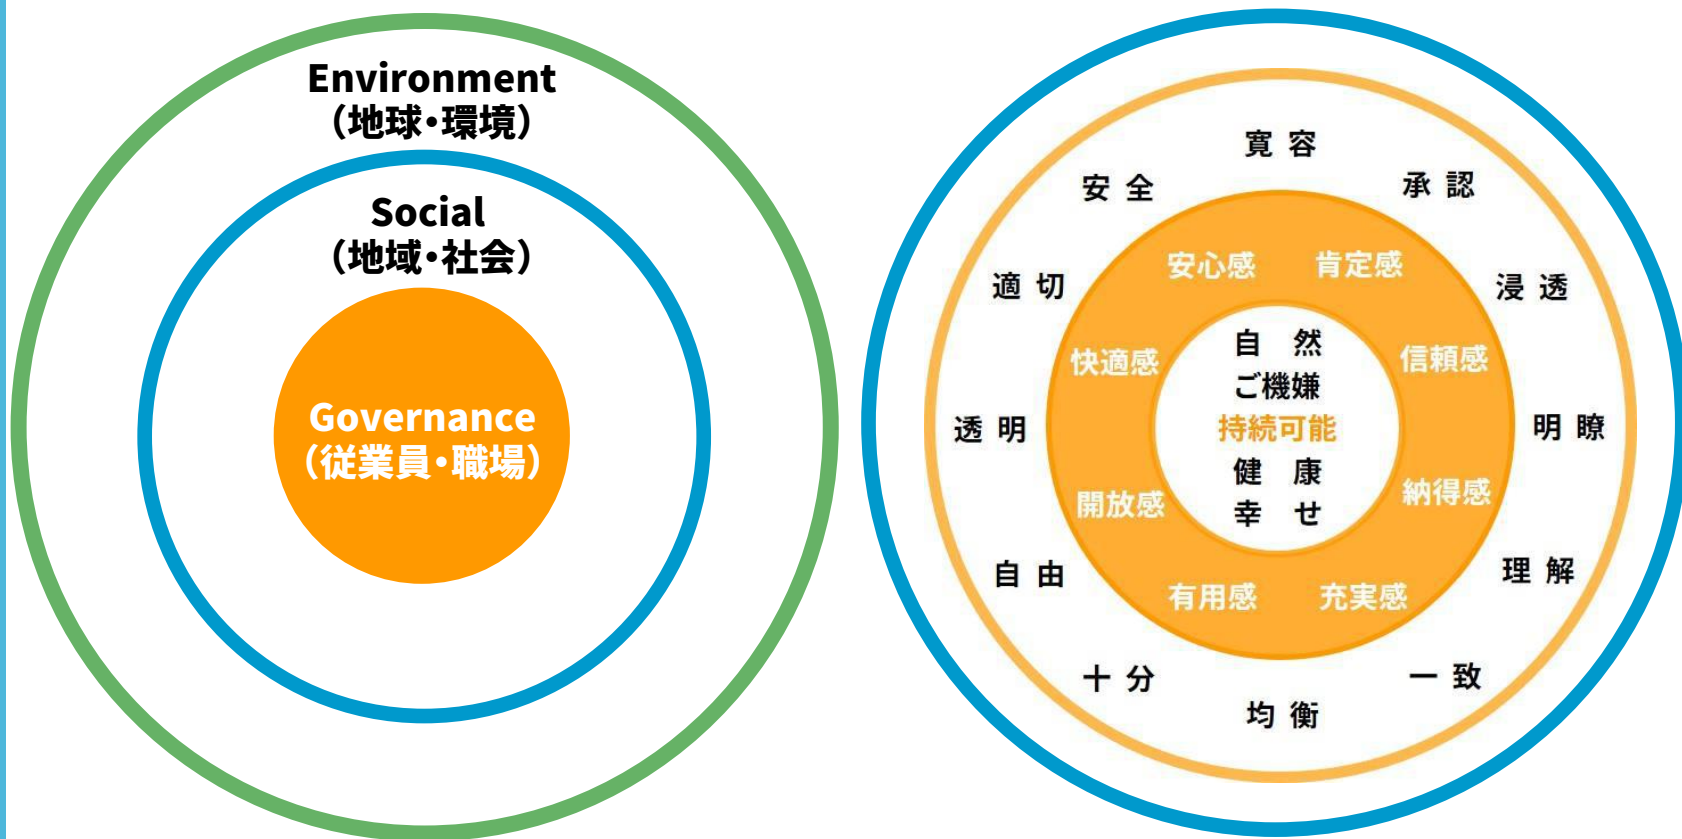 Environment
（地球・環境）
Social
（地域・社会）
Governance
（従業員・職場）
寛 容
承 認
浸 透
明 瞭
理 解
一 致
均 衡
十 分
自 由
透 明
適 切
安 全
安心感
肯定感
信頼感
納得感
充実感
有用感
開放感
快適感
自 然
ご機嫌
持続可能
健 康
幸 せ